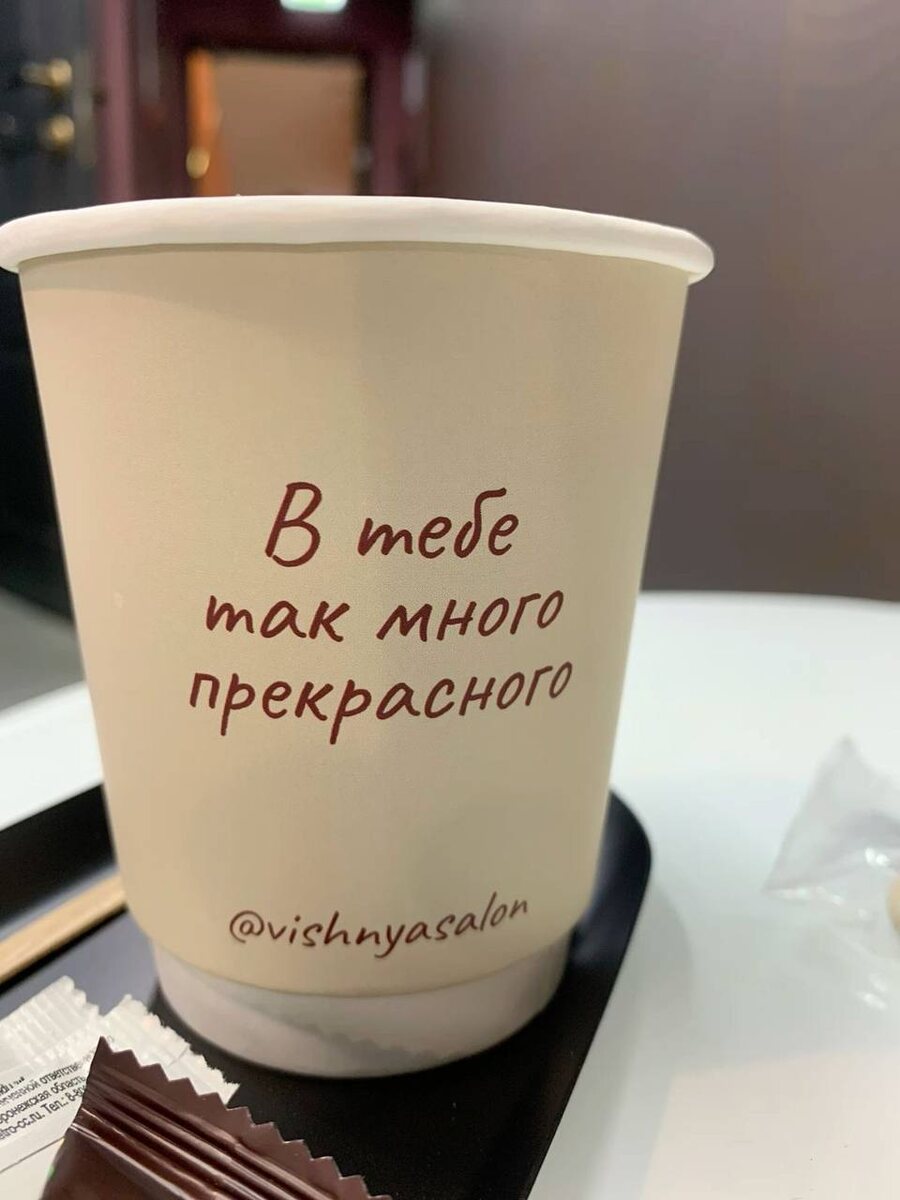 В тебе
так много
прекрасного
@vishnyasalon